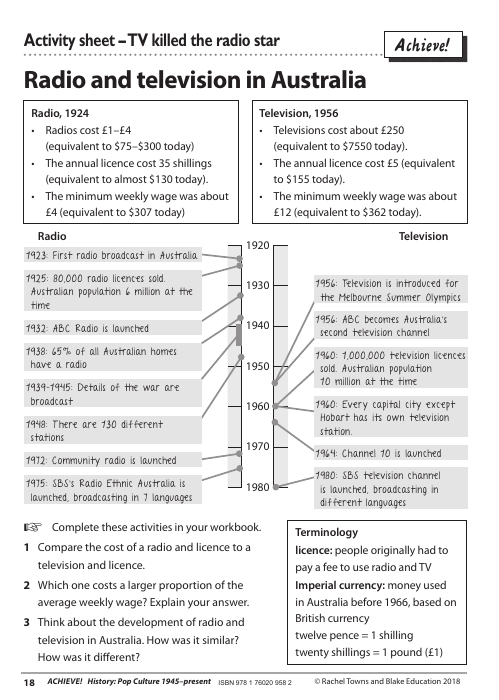 Activity sheet – TV killed the radio star
Achieve!
Radio and television in Australia
Radio, 1924
• Radios cost £1–£4
(equivalent to $75–$300 today)
• The annual licence cost 35 shillings
(equivalent to almost $130 today).
• The minimum weekly wage was about
£4 (equivalent to $307 today)
Television, 1956
• Televisions cost about £250
(equivalent to $7550 today).
• The annual licence cost £5 (equivalent
to $155 today).
• The minimum weekly wage was about
£12 (equivalent to $362 today).
Radio
1923: First radio broadcast in Australia
1925: 80,000 radio licences sold.
Australian population 6 million at the
time
1932: ABC Radio is launched
1938: 65% of all Australian homes
have a radio
1939-1945: Details of the war are
broadcast
1948: There are 130 different
stations
1972: Community radio is launched
1975: SBS's Radio Ethnic Australia is
launched, broadcasting in 7 languages
1920
1930
1940
1950
1960
1970
1980
Television
1956: Television is introduced for
the Melbourne Summer Olympics
1956: ABC becomes Australia's
second television channel
1960: 1,000,000 television licences
sold. Australian population
10 million at the time
1960: Every capital city except
Hobart has its own television
station.
1964: Channel 10 is launched
1980: SBS television channel
is launched, broadcasting in
different languages
☞ Complete these activities in your workbook.
1 Compare the cost of a radio and licence to a
television and licence.
2 Which one costs a larger proportion of the
average weekly wage? Explain your answer.
3 Think about the development of radio and
television in Australia. How was it similar?
How was it different?
Terminology
licence: people originally had to
pay a fee to use radio and TV
Imperial currency: money used
in Australia before 1966, based on
British currency
twelve pence = 1 shilling
twenty shillings = 1 pound (£1)
18 ACHIEVE! History: Pop Culture 1945–present ISBN 978 1 76020 958 2 © Rachel Towns and Blake Education 2018